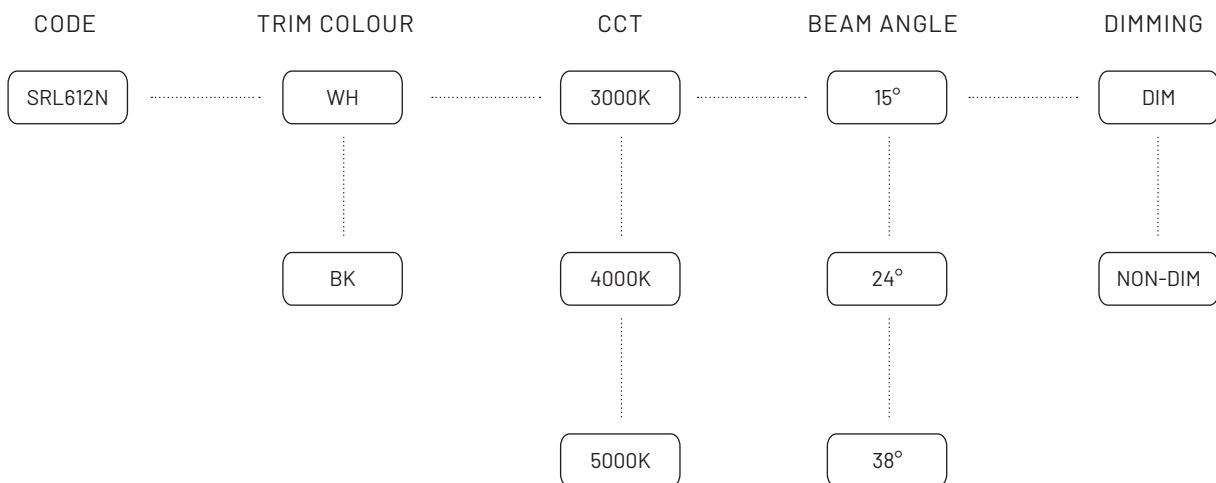 CODE TRIM COLOUR CCT BEAM ANGLE DIMMING
SRL612N WH 3000K 15° DIM
BK 4000K 24° NON-DIM
5000K 38°